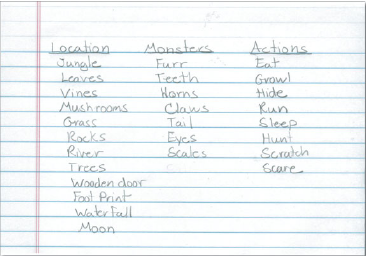 Location Monsters Actions
Jungle Furr Eat
Leaves Teeth Growl
Vines Horns Hide
Mushrooms Claws Run
Grass Tail Sleep
Rocks Eyes Hunt
River Scales Scratch
Trees Scare
Wooden door
Foot Print
Water Fall
Moon